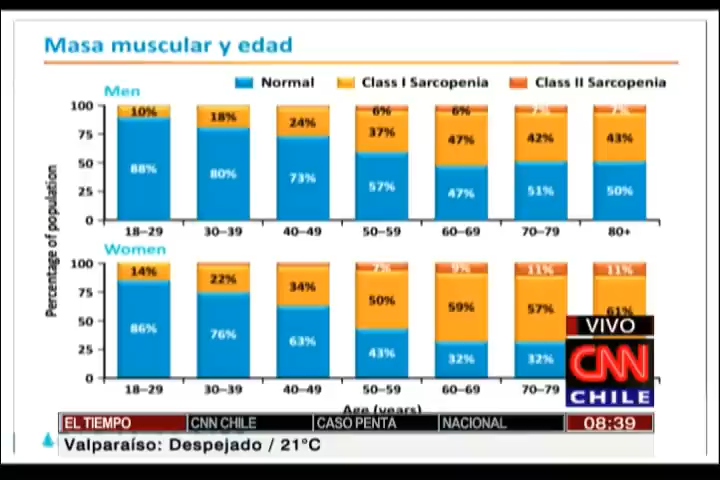 Masa muscular y edad
Normal Class I Sarcopenia Class II Sarcopenia
Men
Percentage of population
100 75 50 25 0
10% 18% 24% 6% 6% 7% 7%
37% 47% 42% 43%
88% 80% 73% 57% 47% 51% 50%
18–29 30–39 40–49 50–59 60–69 70–79 80+
Women
100 75 50 25 0
14% 22% 34% 7% 9% 11% 11%
50% 59% 57% 61%
86% 76% 63% 43% 32% 32%
18–29 30–39 40–49 50–59 60–69 70–79
Age (years)
VIVO
CNN
CHILE
EL TIEMPO CNN CHILE CASO PENTA NACIONAL 08:39
Valparaíso: Despejado / 21°C